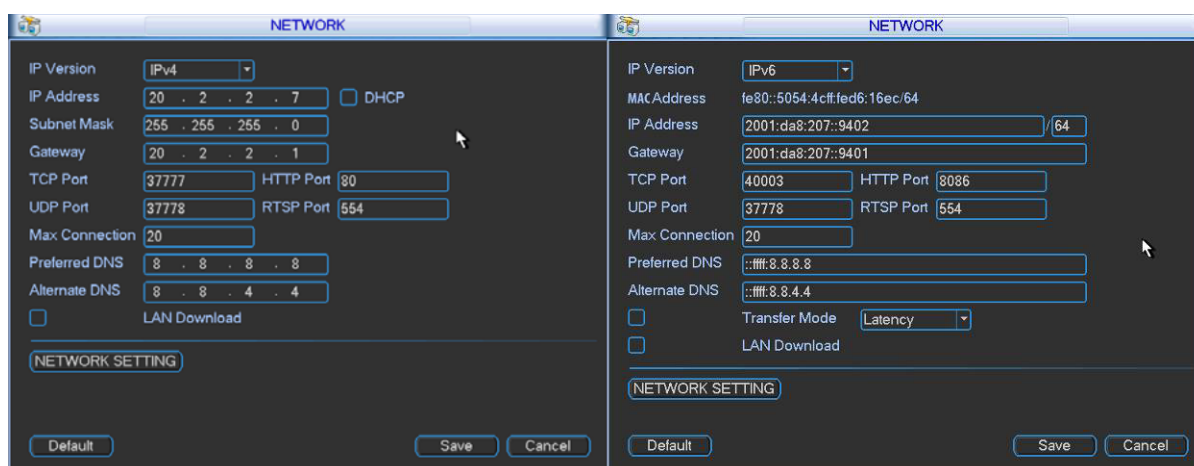 NETWORK
IP Version IPv4
IP Address 20 . 2 . 2 . 7 DHCP
Subnet Mask 255 . 255 . 255 . 0
Gateway 20 . 2 . 2 . 1
TCP Port 37777 HTTP Port 80
UDP Port 37778 RTSP Port 554
Max Connection 20
Preferred DNS 8 . 8 . 8 . 8
Alternate DNS 8 . 8 . 4 . 4
LAN Download
NETWORK SETTING
Default Save Cancel
NETWORK
IP Version IPv6
MAC Address fe80::5054:4cff:fed6:16ec/64
IP Address 2001:da8:207::9402 / 64
Gateway 2001:da8:207::9401
TCP Port 40003 HTTP Port 8086
UDP Port 37778 RTSP Port 554
Max Connection 20
Preferred DNS ::ffff:8.8.8.8
Alternate DNS ::ffff:8.8.4.4
Transfer Mode Latency
LAN Download
NETWORK SETTING
Default Save Cancel